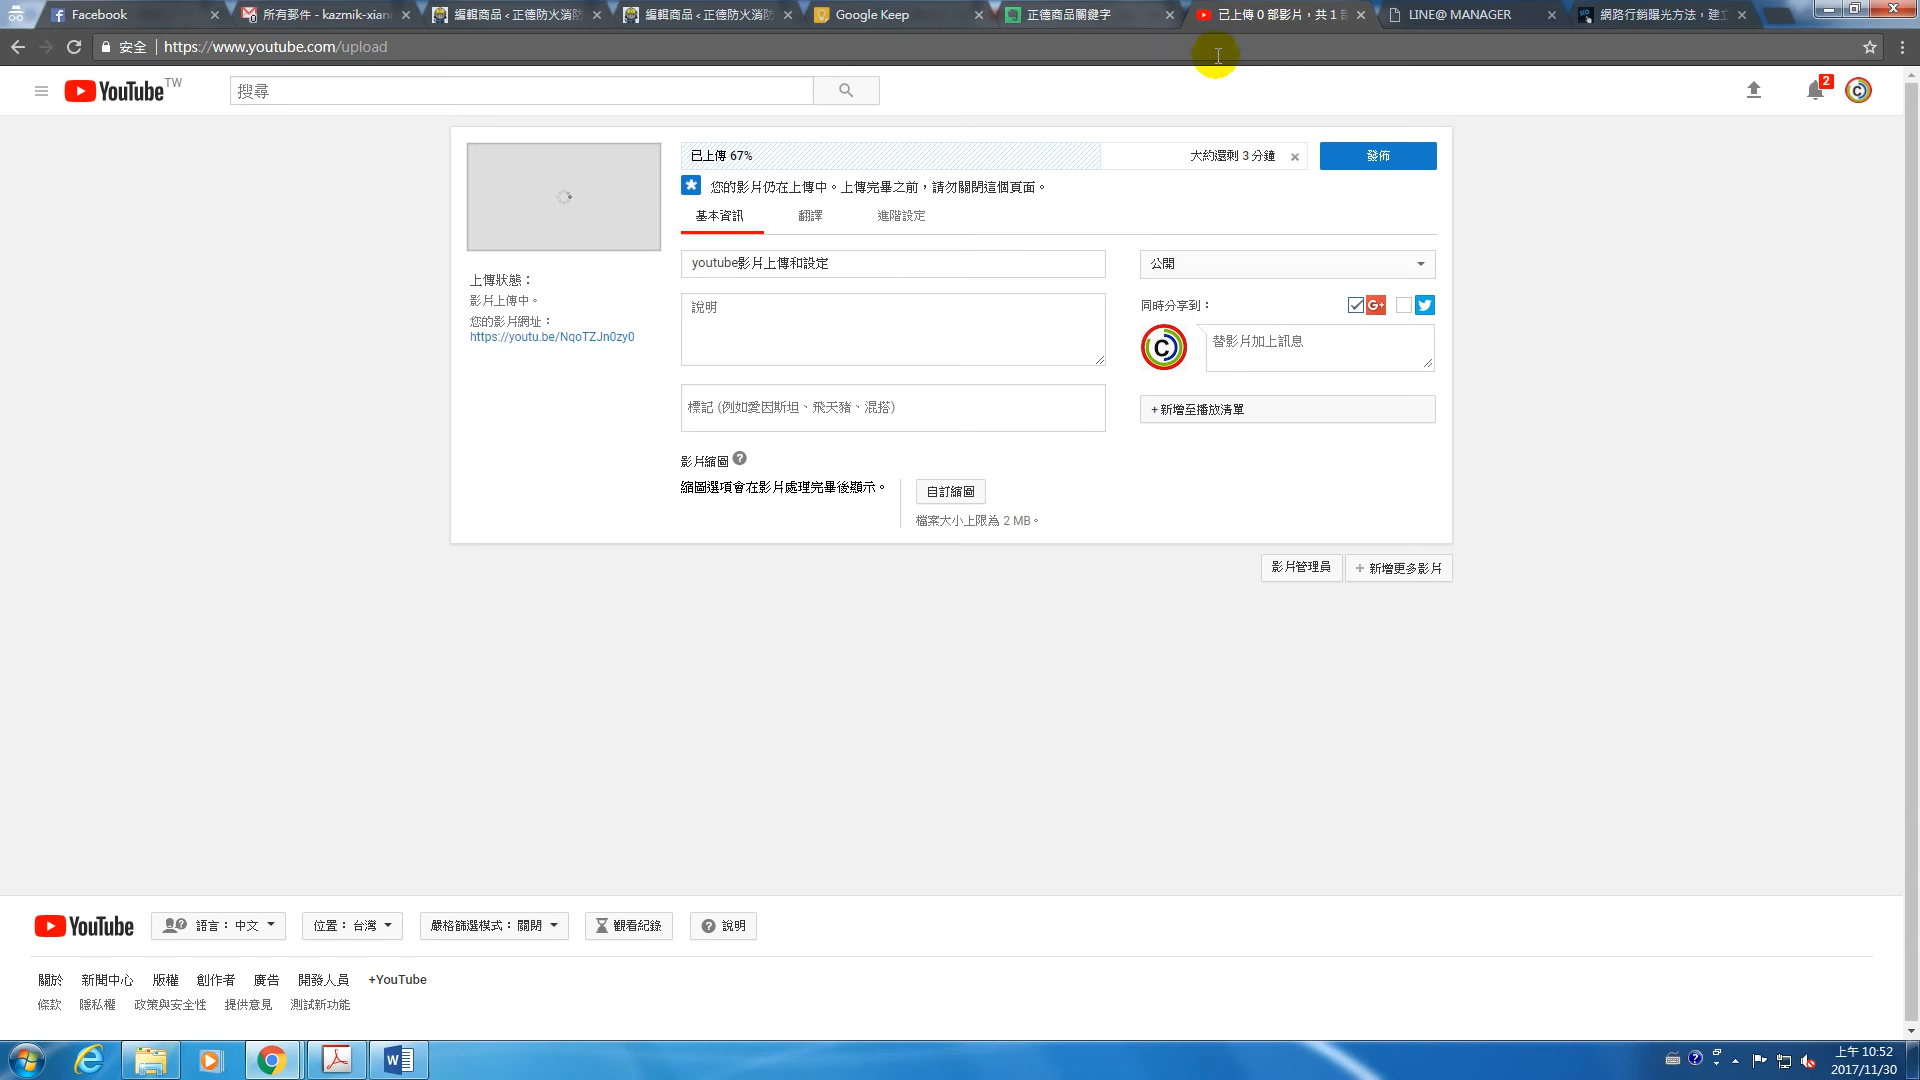 Facebook
所有郵件 - kazmik-xian
編輯商品 ‹ 正德防火消防
編輯商品 ‹ 正德防火消防
Google Keep
正德商品關鍵字
已上傳 0 部影片，共 1 部
LINE@ MANAGER
網路行銷曝光方法，建立
安全
https://www.youtube.com/upload
YouTube TW
搜尋
2
已上傳 67%
大約還剩 3 分鐘
發佈
您的影片仍在上傳中。上傳完畢之前，請勿關閉這個頁面。
基本資訊
翻譯
進階設定
youtube影片上傳和設定
公開
上傳狀態：
影片上傳中。
您的影片網址：
https://youtu.be/NqoTZJn0zy0
說明
同時分享到：
G+
替影片加上訊息
標記 (例如愛因斯坦、飛天豬、混搭)
+ 新增至播放清單
影片縮圖
縮圖選項會在影片處理完畢後顯示。
自訂縮圖
檔案大小上限為 2 MB。
影片管理員
+ 新增更多影片
YouTube
語言： 中文
位置： 台灣
嚴格篩選模式： 關閉
觀看紀錄
說明
關於 新聞中心 版權 創作者 廣告 開發人員 +YouTube
條款 隱私權 政策與安全性 提供意見 測試新功能
上午 10:52
2017/11/30